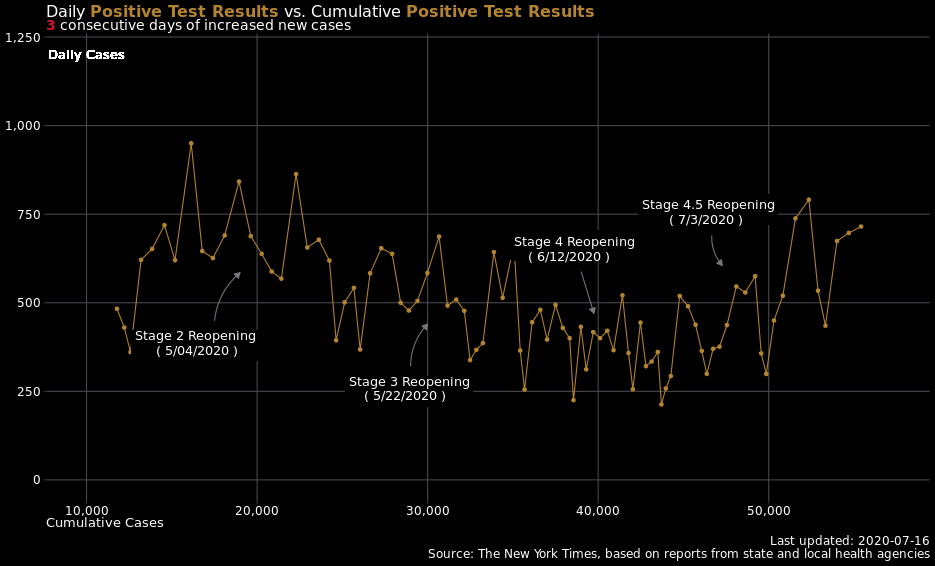 Daily Positive Test Results vs. Cumulative Positive Test Results
3 consecutive days of increased new cases
1,250
Daily Cases
1,000
750
Stage 4.5 Reopening
( 7/3/2020 )
Stage 4 Reopening
( 6/12/2020 )
500
Stage 2 Reopening
( 5/04/2020 )
Stage 3 Reopening
( 5/22/2020 )
250
0
10,000 20,000 30,000 40,000 50,000
Cumulative Cases
Last updated: 2020-07-16
Source: The New York Times, based on reports from state and local health agencies